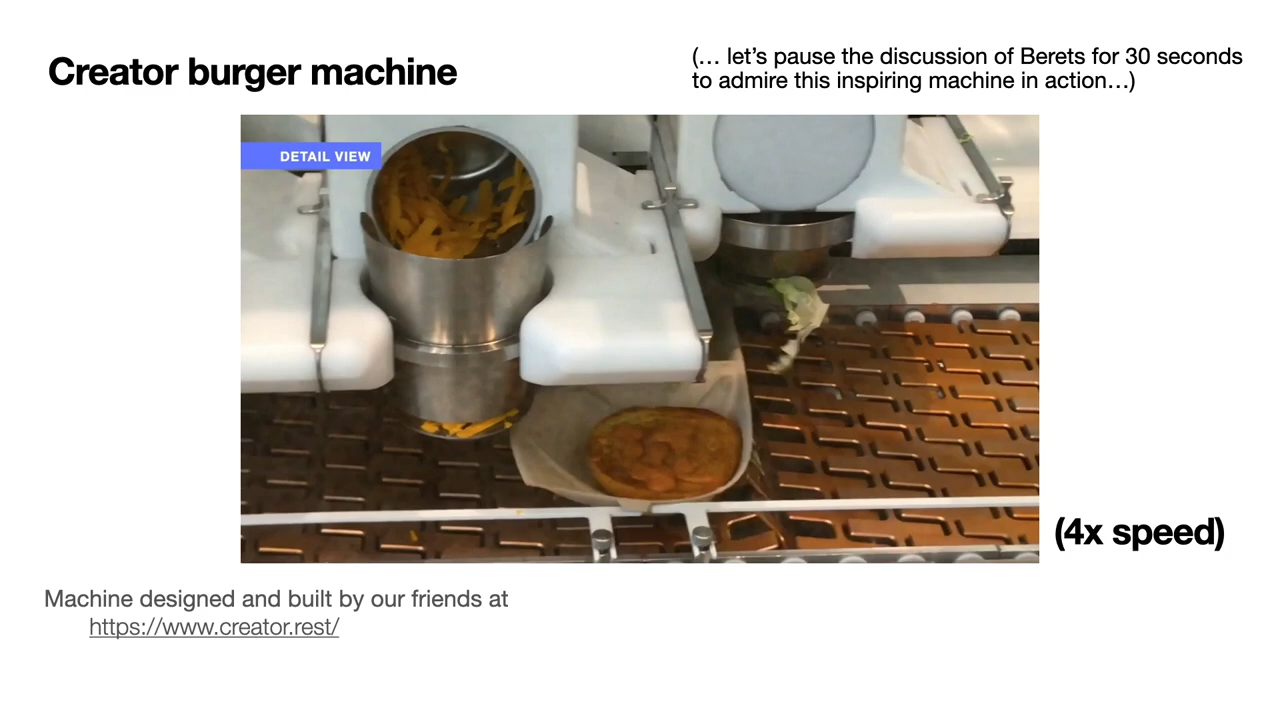 Creator burger machine
(… let’s pause the discussion of Berets for 30 seconds
to admire this inspiring machine in action…)
DETAIL VIEW
(4x speed)
Machine designed and built by our friends at
https://www.creator.rest/